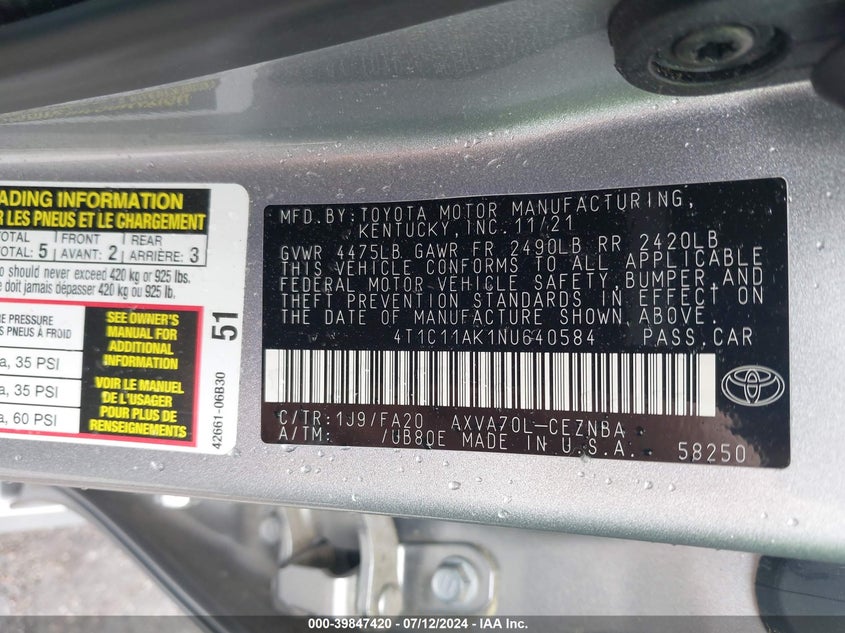 ADING INFORMATION
R LES PNEUS ET LE CHARGEMENT
TOTAL FRONT REAR
TOTAL: 5 AVANT: 2 ARRIÈRE: 3
o should never exceed 420 kg or 925 lbs.
e doit jamais dépasser 420 kg ou 925 lb.
E PRESSURE
S PNEUS À FROID
a, 35 PSI
a, 35 PSI
a, 60 PSI
SEE OWNER'S
MANUAL FOR
ADDITIONAL
INFORMATION
VOIR LE MANUEL
DE L'USAGER
POUR PLUS DE
RENSEIGNEMENTS
42661-06B30
51
MFD.BY:TOYOTA MOTOR MANUFACTURING,
KENTUCKY,INC.11/21
GVWR 4475LB GAWR FR 2490LB RR 2420LB
THIS VEHICLE CONFORMS TO ALL APPLICABLE
FEDERAL MOTOR VEHICLE SAFETY,BUMPER,AND
THEFT PREVENTION STANDARDS IN EFFECT ON
THE DATE OF MANUFACTURE SHOWN ABOVE.
4T1C11AK1NU640584 PASS.CAR
C/TR:1J9/FA20 AXVA70L-CEZNBA
A/TM: /UB80E MADE IN U.S.A.
58250
000-39847420 - 07/12/2024 - IAA Inc.